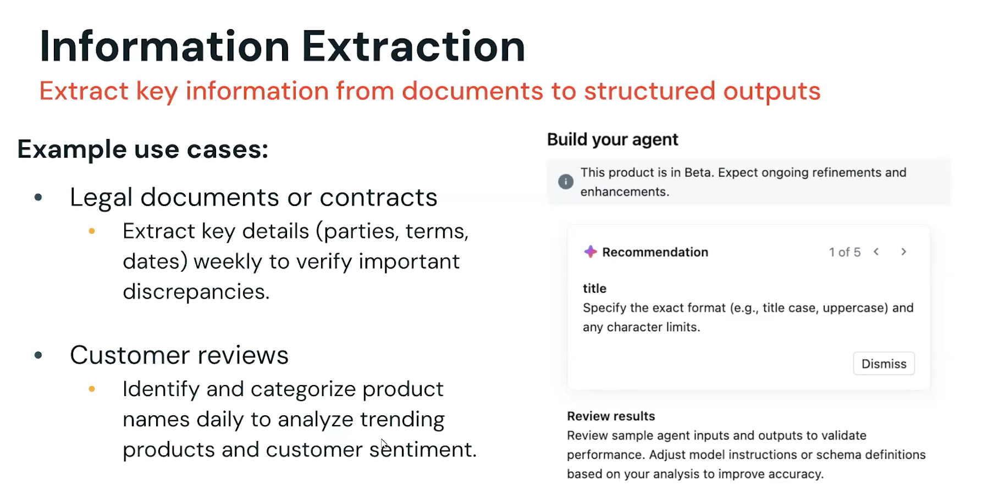 Information Extraction
Extract key information from documents to structured outputs
Example use cases:
• Legal documents or contracts
• Extract key details (parties, terms,
dates) weekly to verify important
discrepancies.
• Customer reviews
• Identify and categorize product
names daily to analyze trending
products and customer sentiment.
Build your agent
This product is in Beta. Expect ongoing refinements and
enhancements.
Recommendation
1 of 5
title
Specify the exact format (e.g., title case, uppercase) and
any character limits.
Dismiss
Review results
Review sample agent inputs and outputs to validate
performance. Adjust model instructions or schema definitions
based on your analysis to improve accuracy.